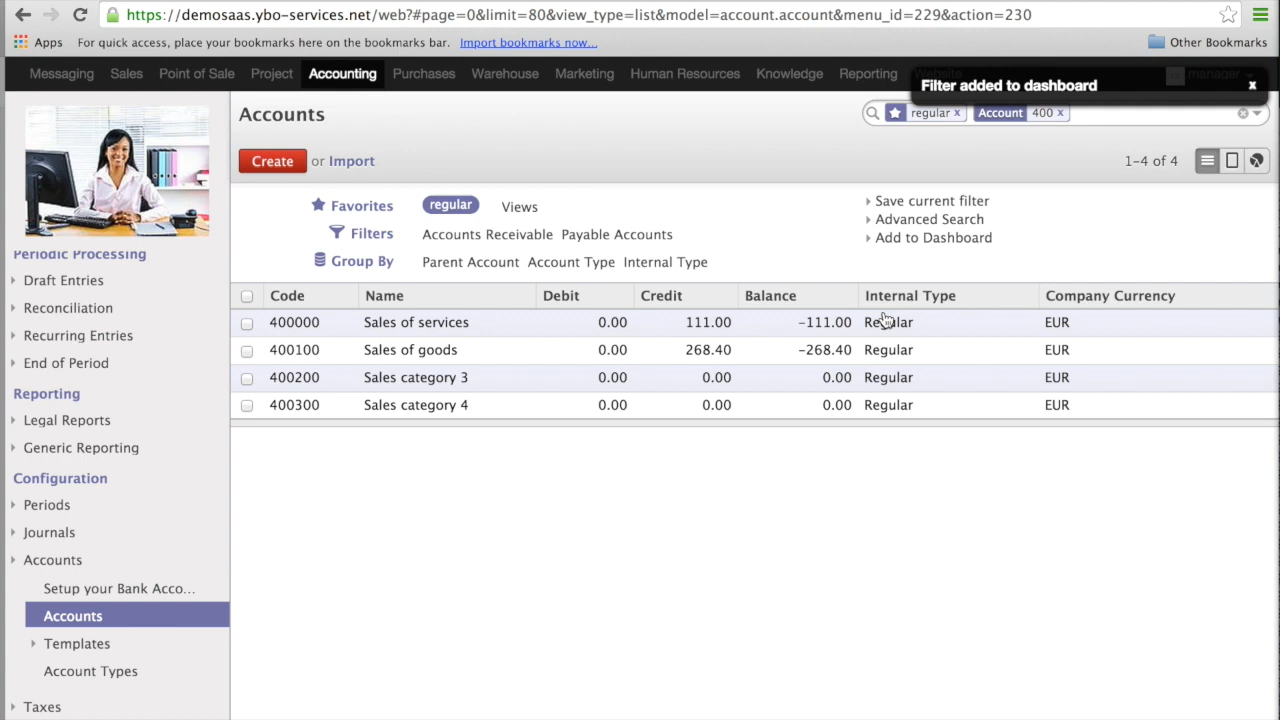 https://demosaas.ybo-services.net/web?#page=0&limit=80&view_type=list&model=account.account&menu_id=229&action=230
Apps For quick access, place your bookmarks here on the bookmarks bar. Import bookmarks now... Other Bookmarks
Messaging Sales Point of Sale Project Accounting Purchases Warehouse Marketing Human Resources Knowledge Reporting Website manager
Filter added to dashboard x
Accounts
regular x Account 400 x
Create or Import
1-4 of 4
Favorites regular Views
Filters Accounts Receivable Payable Accounts
Group By Parent Account Account Type Internal Type
Save current filter
Advanced Search
Add to Dashboard
Code Name Debit Credit Balance Internal Type Company Currency
400000 Sales of services 0.00 111.00 -111.00 Regular EUR
400100 Sales of goods 0.00 268.40 -268.40 Regular EUR
400200 Sales category 3 0.00 0.00 0.00 Regular EUR
400300 Sales category 4 0.00 0.00 0.00 Regular EUR
Periodic Processing
Draft Entries
Reconciliation
Recurring Entries
End of Period
Reporting
Legal Reports
Generic Reporting
Configuration
Periods
Journals
Accounts
Setup your Bank Acco...
Accounts
Templates
Account Types
Taxes